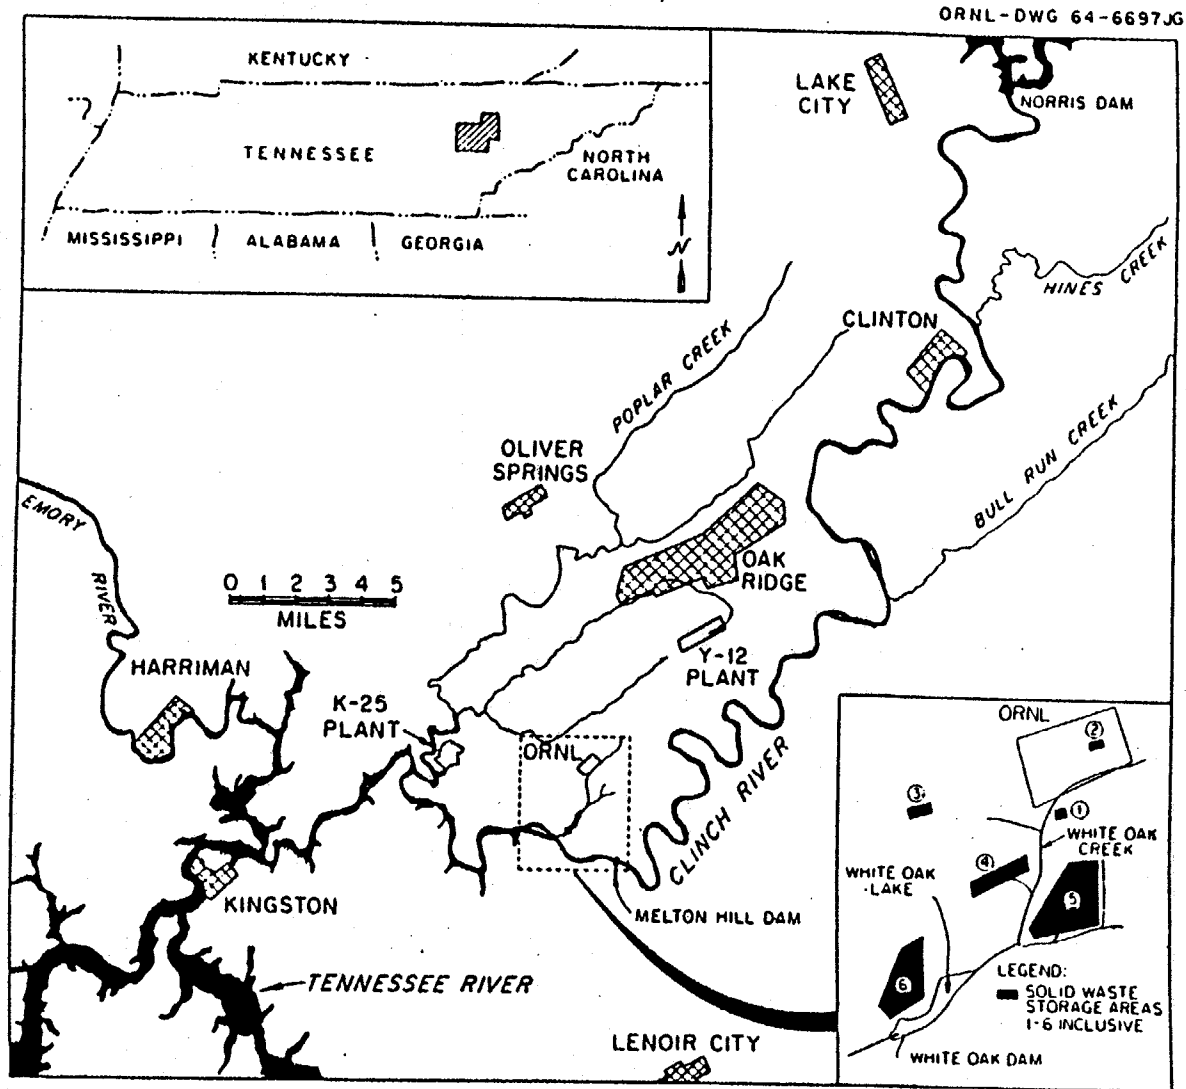 ORNL-DWG 64-6697JG
KENTUCKY
TENNESSEE
NORTH
CAROLINA
MISSISSIPPI
ALABAMA
GEORGIA
N
LAKE
CITY
NORRIS DAM
HINES CREEK
CLINTON
POPLAR CREEK
BULL RUN CREEK
OLIVER
SPRINGS
EMORY
RIVER
0 1 2 3 4 5
MILES
OAK
RIDGE
HARRIMAN
Y-12
PLANT
K-25
PLANT
ORNL
CLINCH RIVER
KINGSTON
MELTON HILL DAM
TENNESSEE RIVER
LENOIR CITY
ORNL
2
3
1
WHITE OAK
CREEK
4
WHITE OAK
LAKE
5
6
LEGEND:
SOLID WASTE
STORAGE AREAS
1-6 INCLUSIVE
WHITE OAK DAM